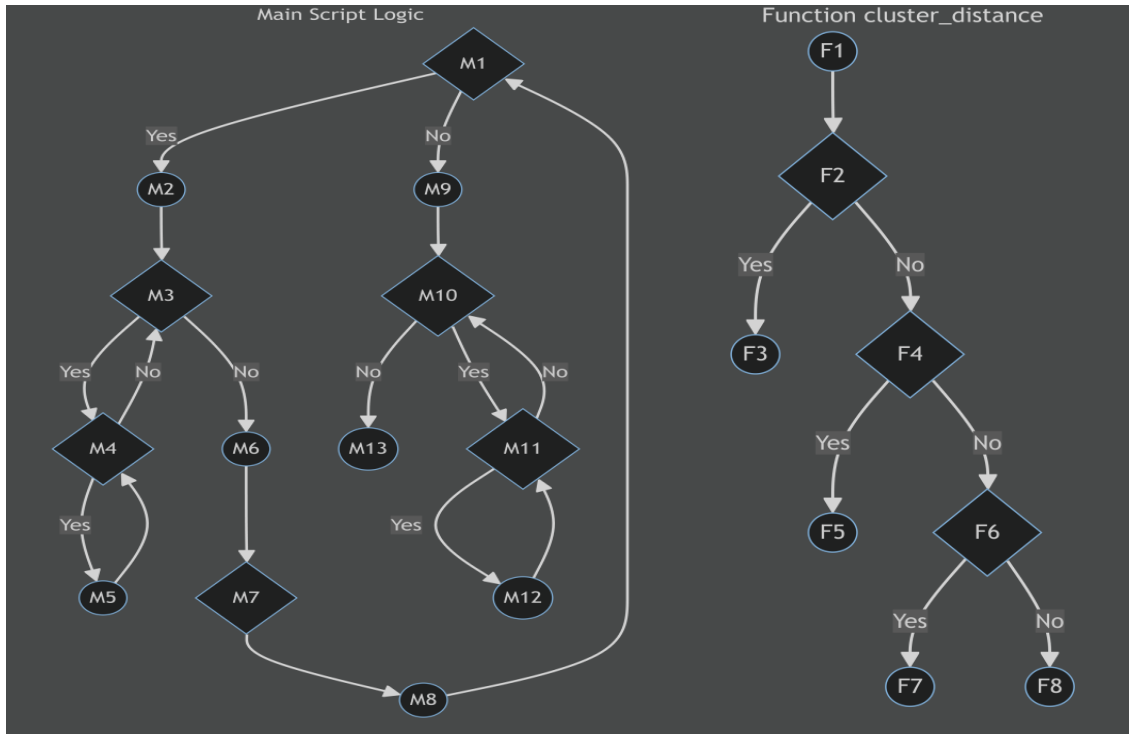 Main Script Logic
M1
Yes
No
M2
M9
M3
M10
Yes
No
No
No
Yes
No
M4
M6
M13
M11
Yes
Yes
M5
M7
M12
M8
Function cluster_distance
F1
F2
Yes
No
F3
F4
Yes
No
F5
F6
Yes
No
F7
F8